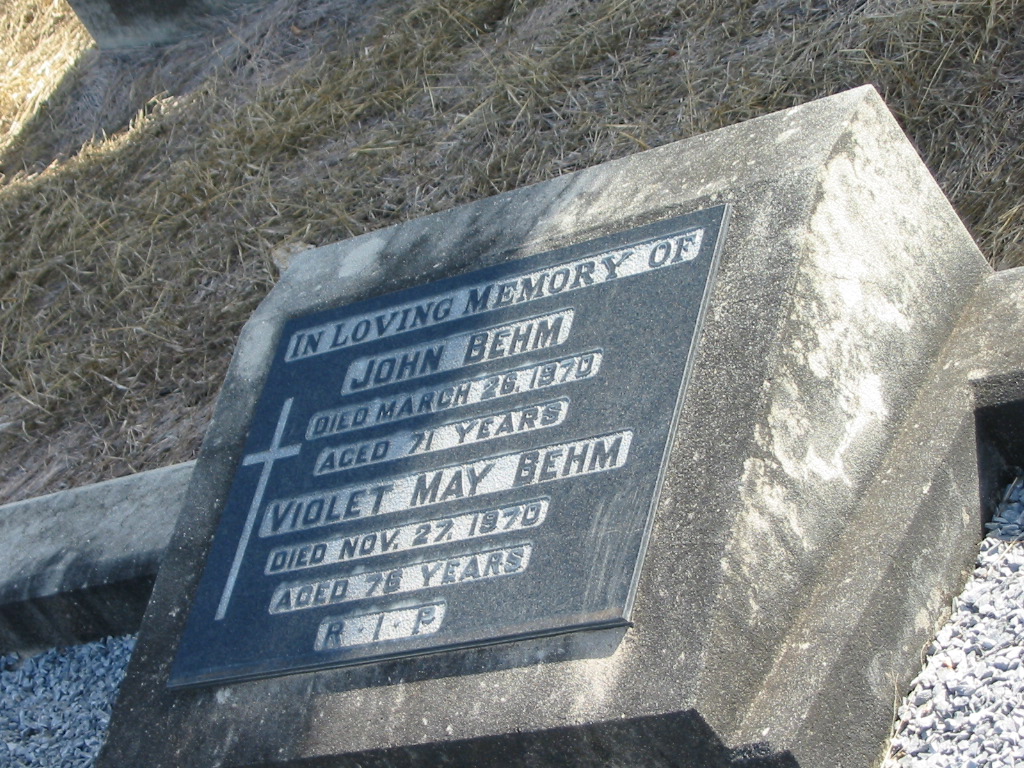 IN LOVING MEMORY OF
JOHN BEHM
DIED MARCH 26, 1970
AGED 71 YEARS
VIOLET MAY BEHM
DIED NOV. 27, 1970
AGED 76 YEARS
R·I·P